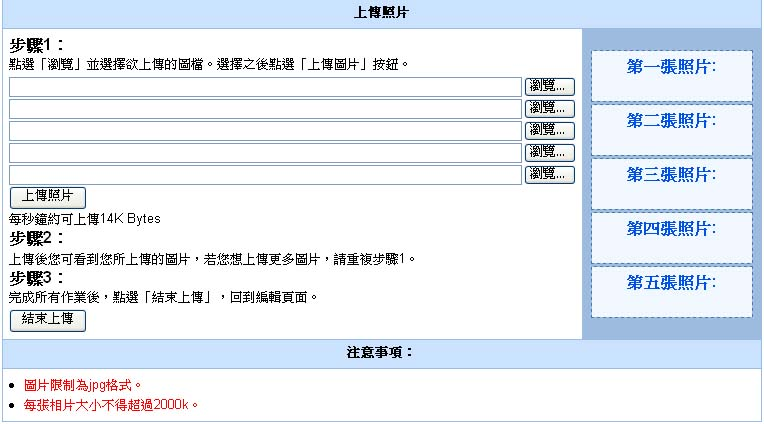 上傳照片
步驟1：
點選「瀏覽」並選擇欲上傳的圖檔。選擇之後點選「上傳圖片」按鈕。
瀏覽...
瀏覽...
瀏覽...
瀏覽...
瀏覽...
上傳照片
每秒鐘約可上傳14K Bytes
步驟2：
上傳後您可看到您所上傳的圖片，若您想上傳更多圖片，請重複步驟1。
步驟3：
完成所有作業後，點選「結束上傳」，回到編輯頁面。
結束上傳
第一張照片:
第二張照片:
第三張照片:
第四張照片:
第五張照片:
注意事項：
圖片限制為jpg格式。
每張相片大小不得超過2000k。